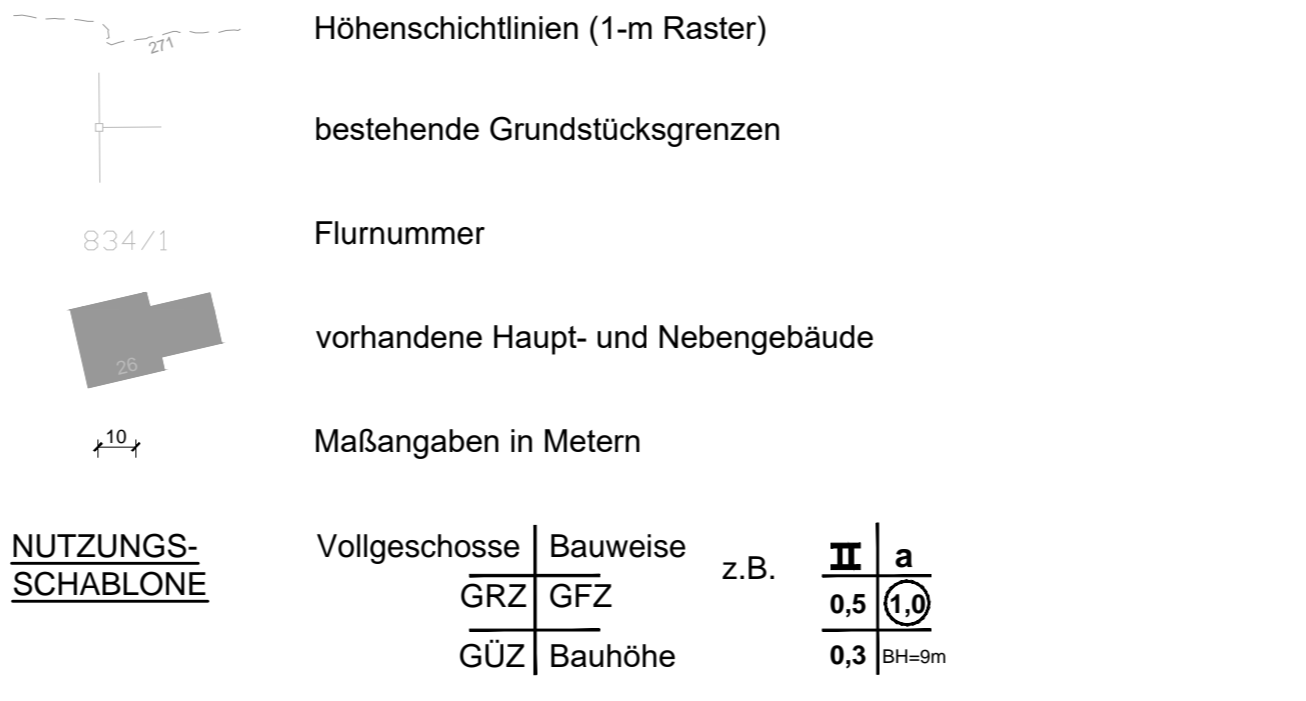 271
Höhenschichtlinien (1-m Raster)
bestehende Grundstücksgrenzen
834/1
Flurnummer
26
vorhandene Haupt- und Nebengebäude
10
Maßangaben in Metern
NUTZUNGS-
SCHABLONE
Vollgeschosse Bauweise
GRZ GFZ
GÜZ Bauhöhe
z.B.
II a
0,5 1,0
0,3 BH=9m